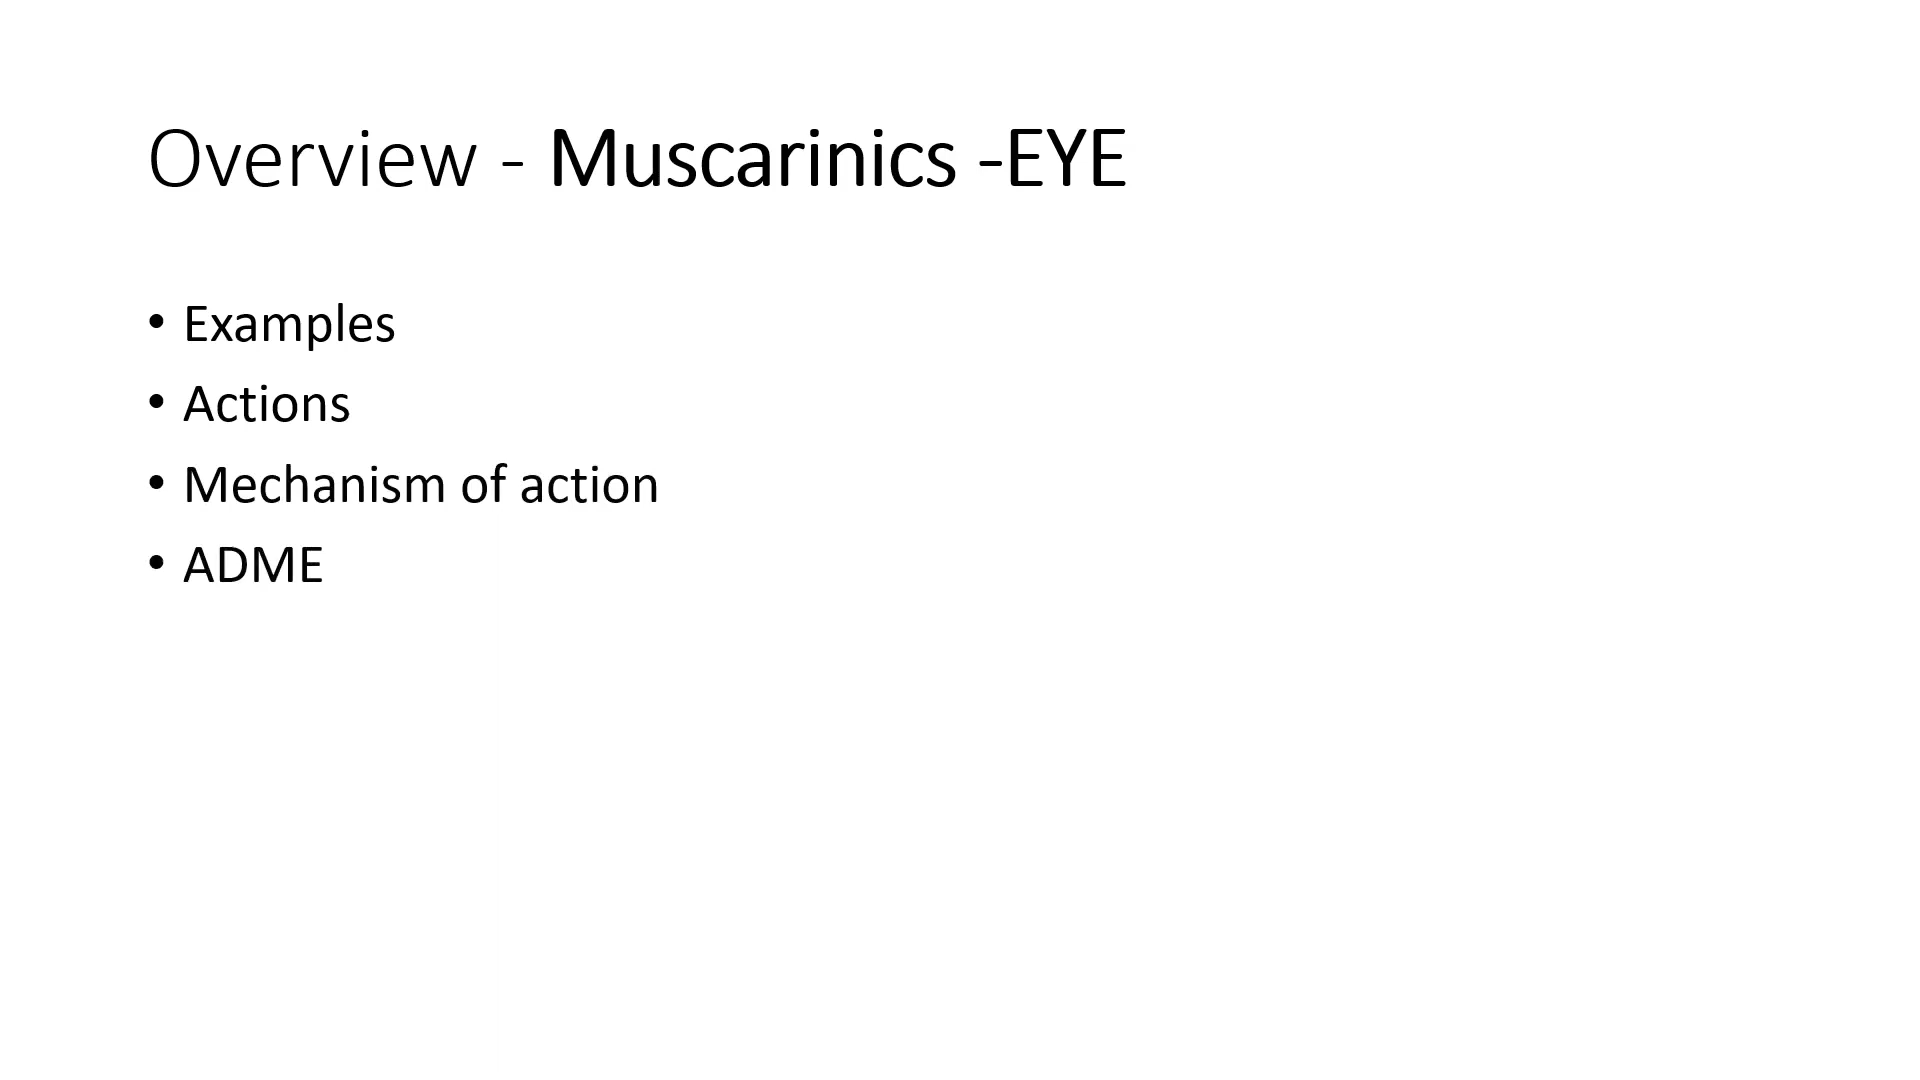 Overview - Muscarinics -EYE
• Examples
• Actions
• Mechanism of action
• ADME